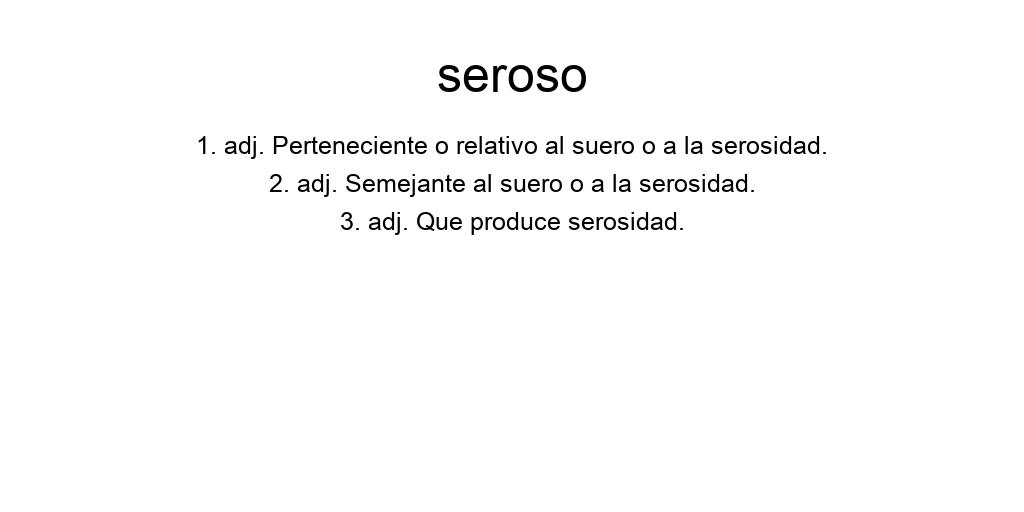 seroso
1. adj. Perteneciente o relativo al suero o a la serosidad.
2. adj. Semejante al suero o a la serosidad.
3. adj. Que produce serosidad.